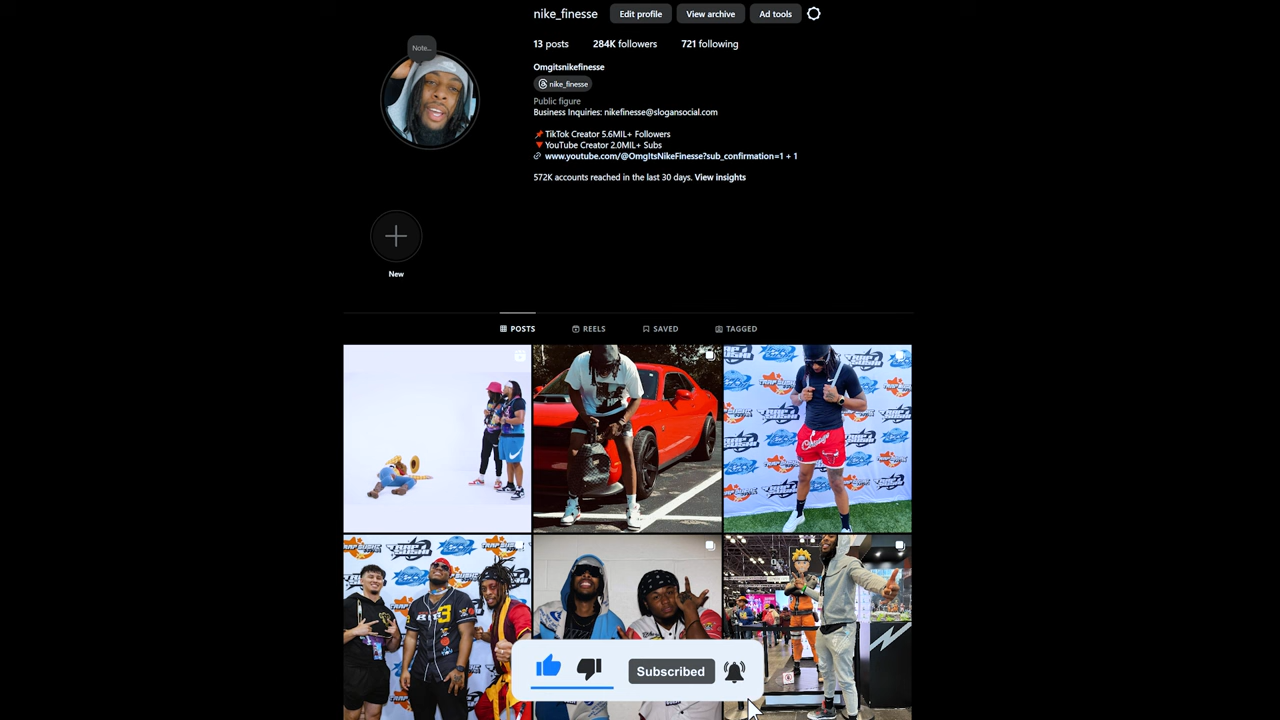 nike_finesse Edit profile View archive Ad tools
Note...
13 posts 284K followers 721 following
Omgitsnikefinesse
nike_finesse
Public figure
Business Inquiries: nikefinesse@slogansocial.com
TikTok Creator 5.6MIL+ Followers
YouTube Creator 2.0MIL+ Subs
www.youtube.com/@OmgItsNikeFinesse?sub_confirmation=1 + 1
572K accounts reached in the last 30 days. View insights
New
POSTS REELS SAVED TAGGED
TRAP SUSHI
Subscribed